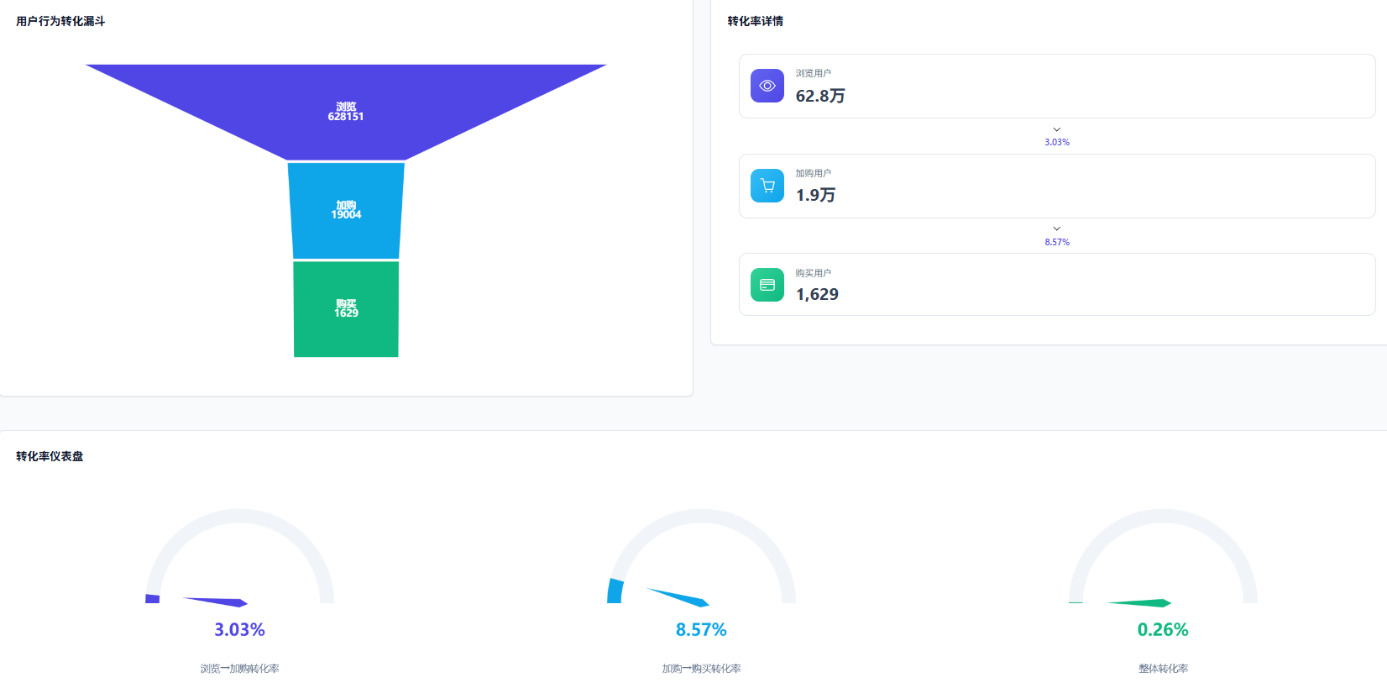 用户行为转化漏斗
浏览
628151
加购
19004
购买
1629
转化率详情
浏览用户
62.8万
3.03%
加购用户
1.9万
8.57%
购买用户
1,629
转化率仪表盘
3.03%
浏览→加购转化率
8.57%
加购→购买转化率
0.26%
整体转化率